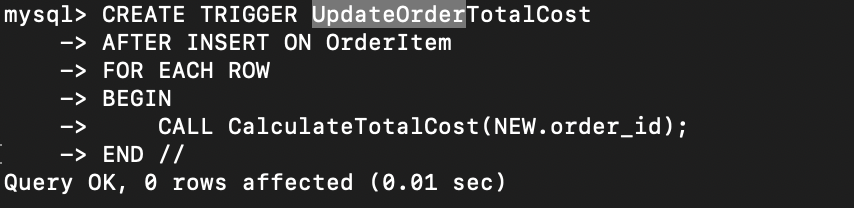 mysql> CREATE TRIGGER UpdateOrderTotalCost
    -> AFTER INSERT ON OrderItem
    -> FOR EACH ROW
    -> BEGIN
    ->     CALL CalculateTotalCost(NEW.order_id);
    -> END //
Query OK, 0 rows affected (0.01 sec)